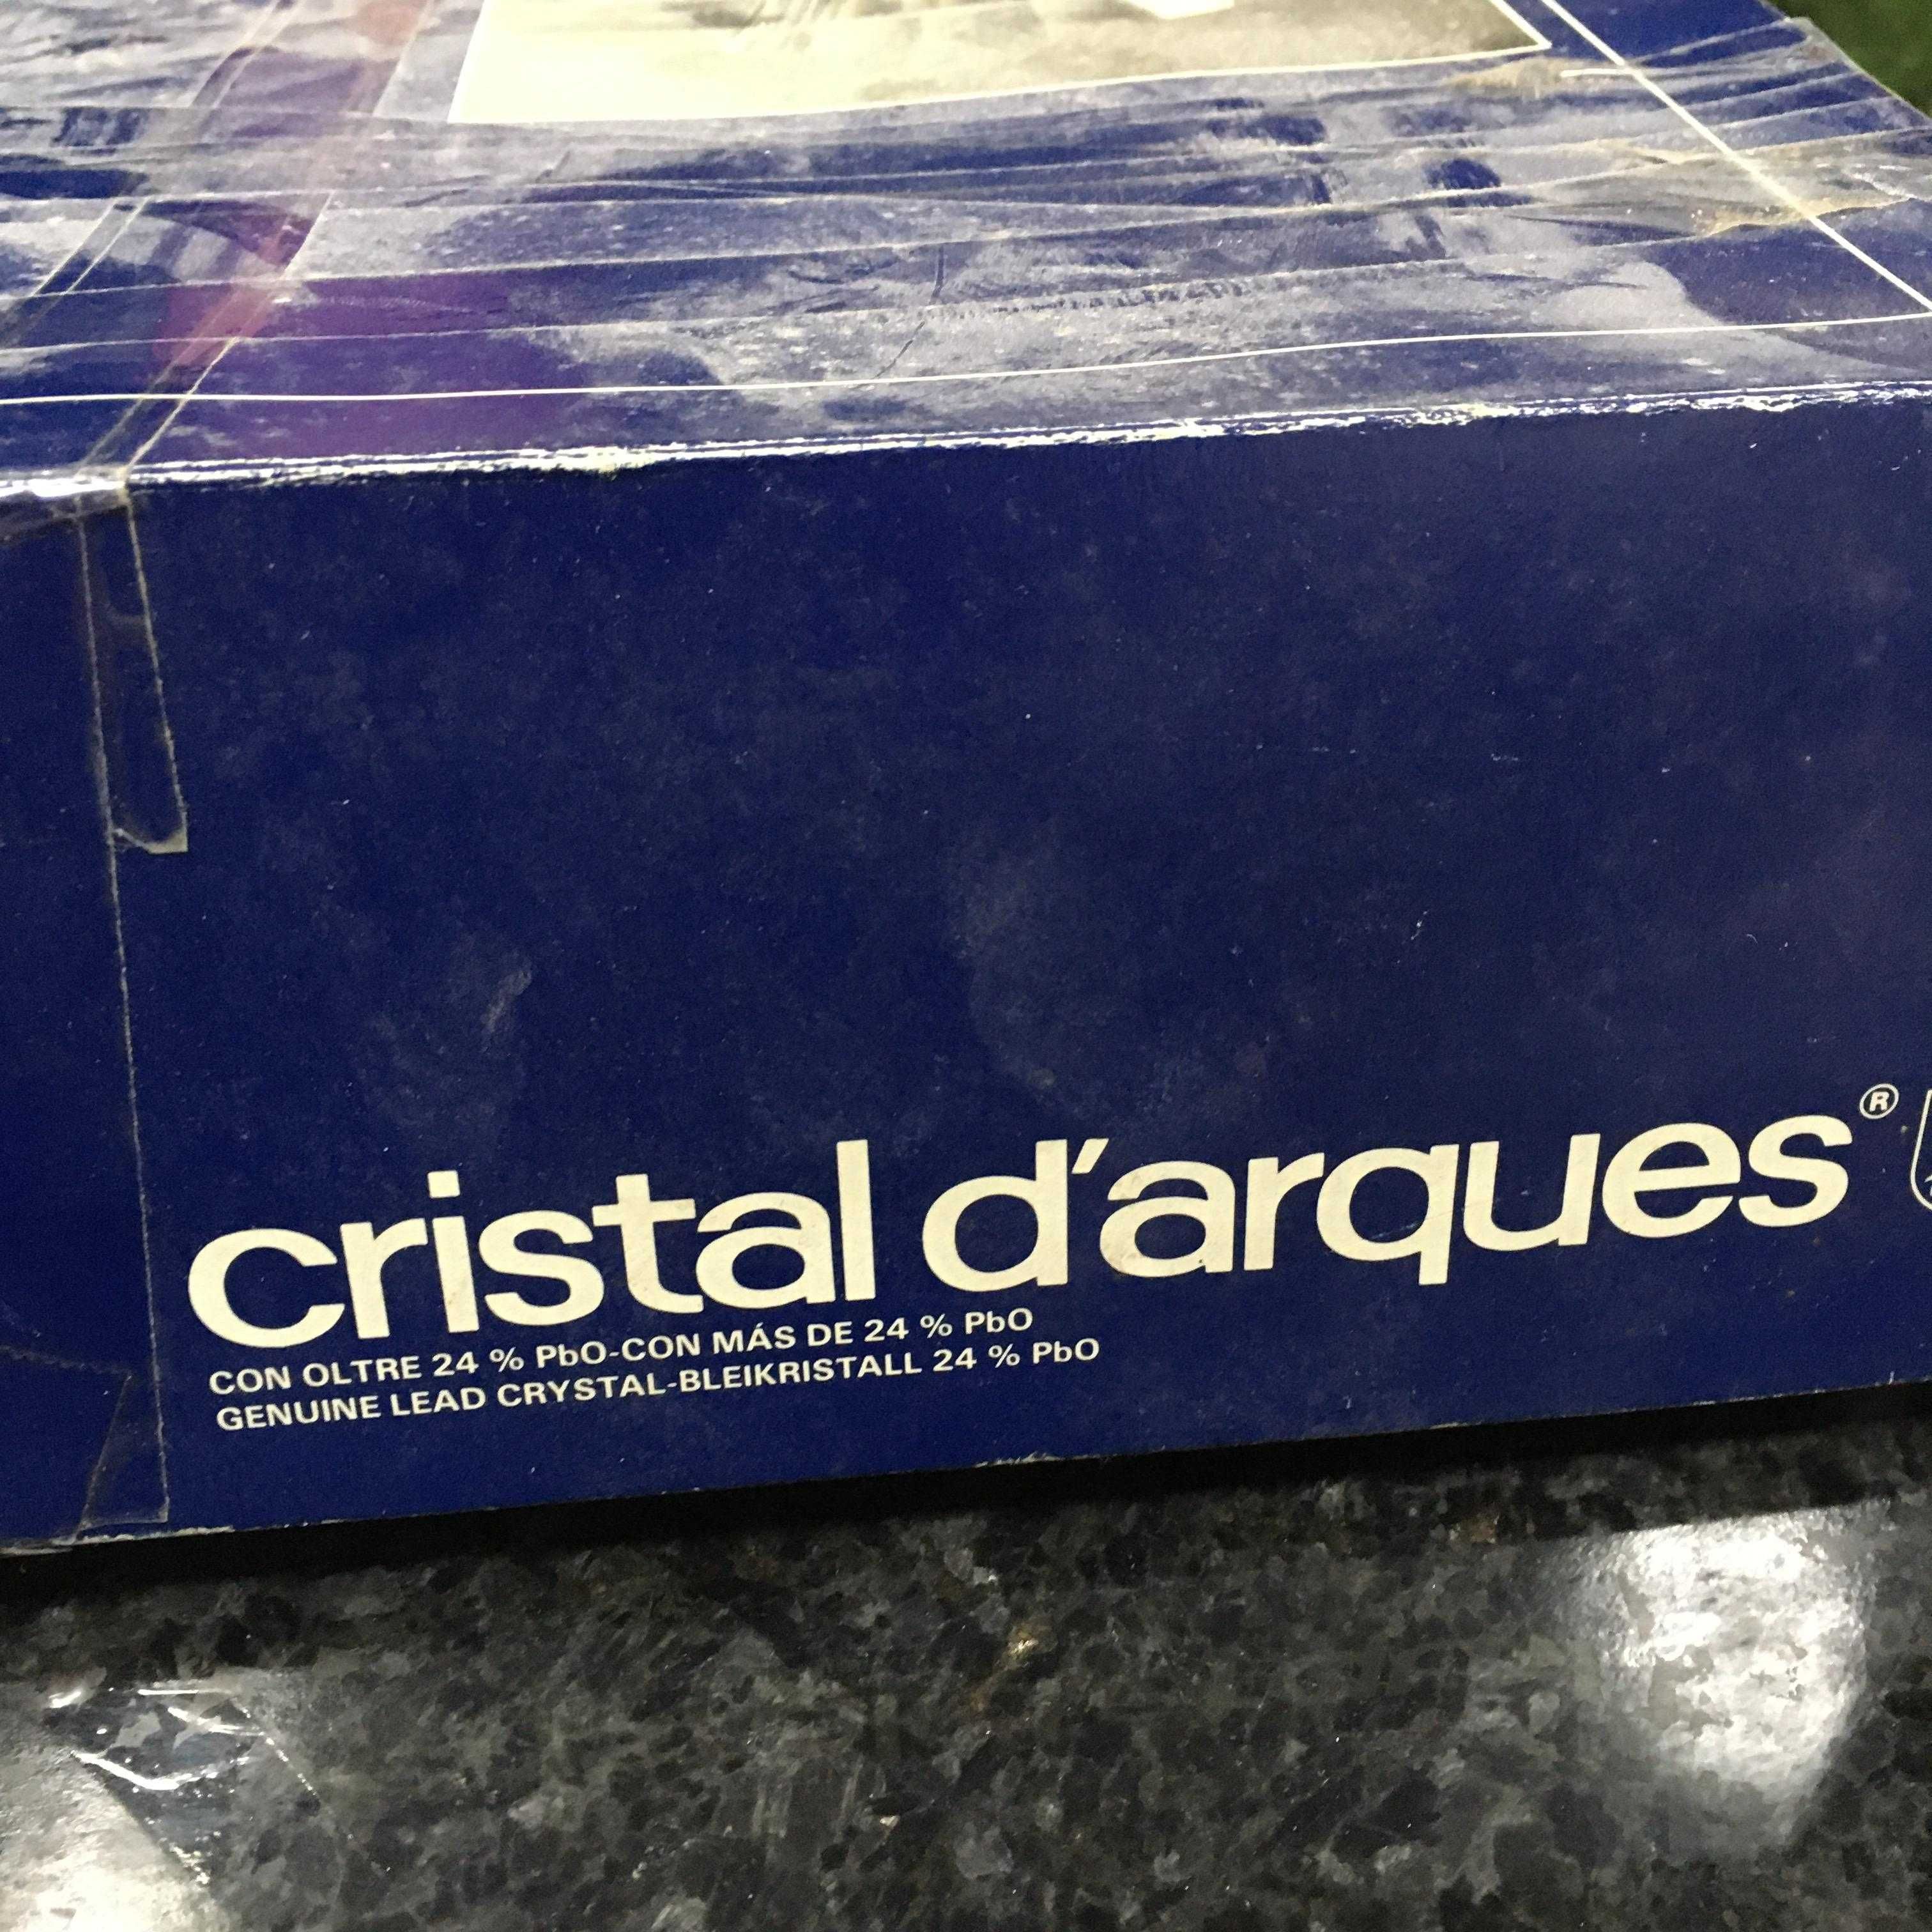 cristal d'arques®
CON OLTRE 24 % PbO-CON MÁS DE 24 % PbO
GENUINE LEAD CRYSTAL-BLEIKRISTALL 24 % PbO